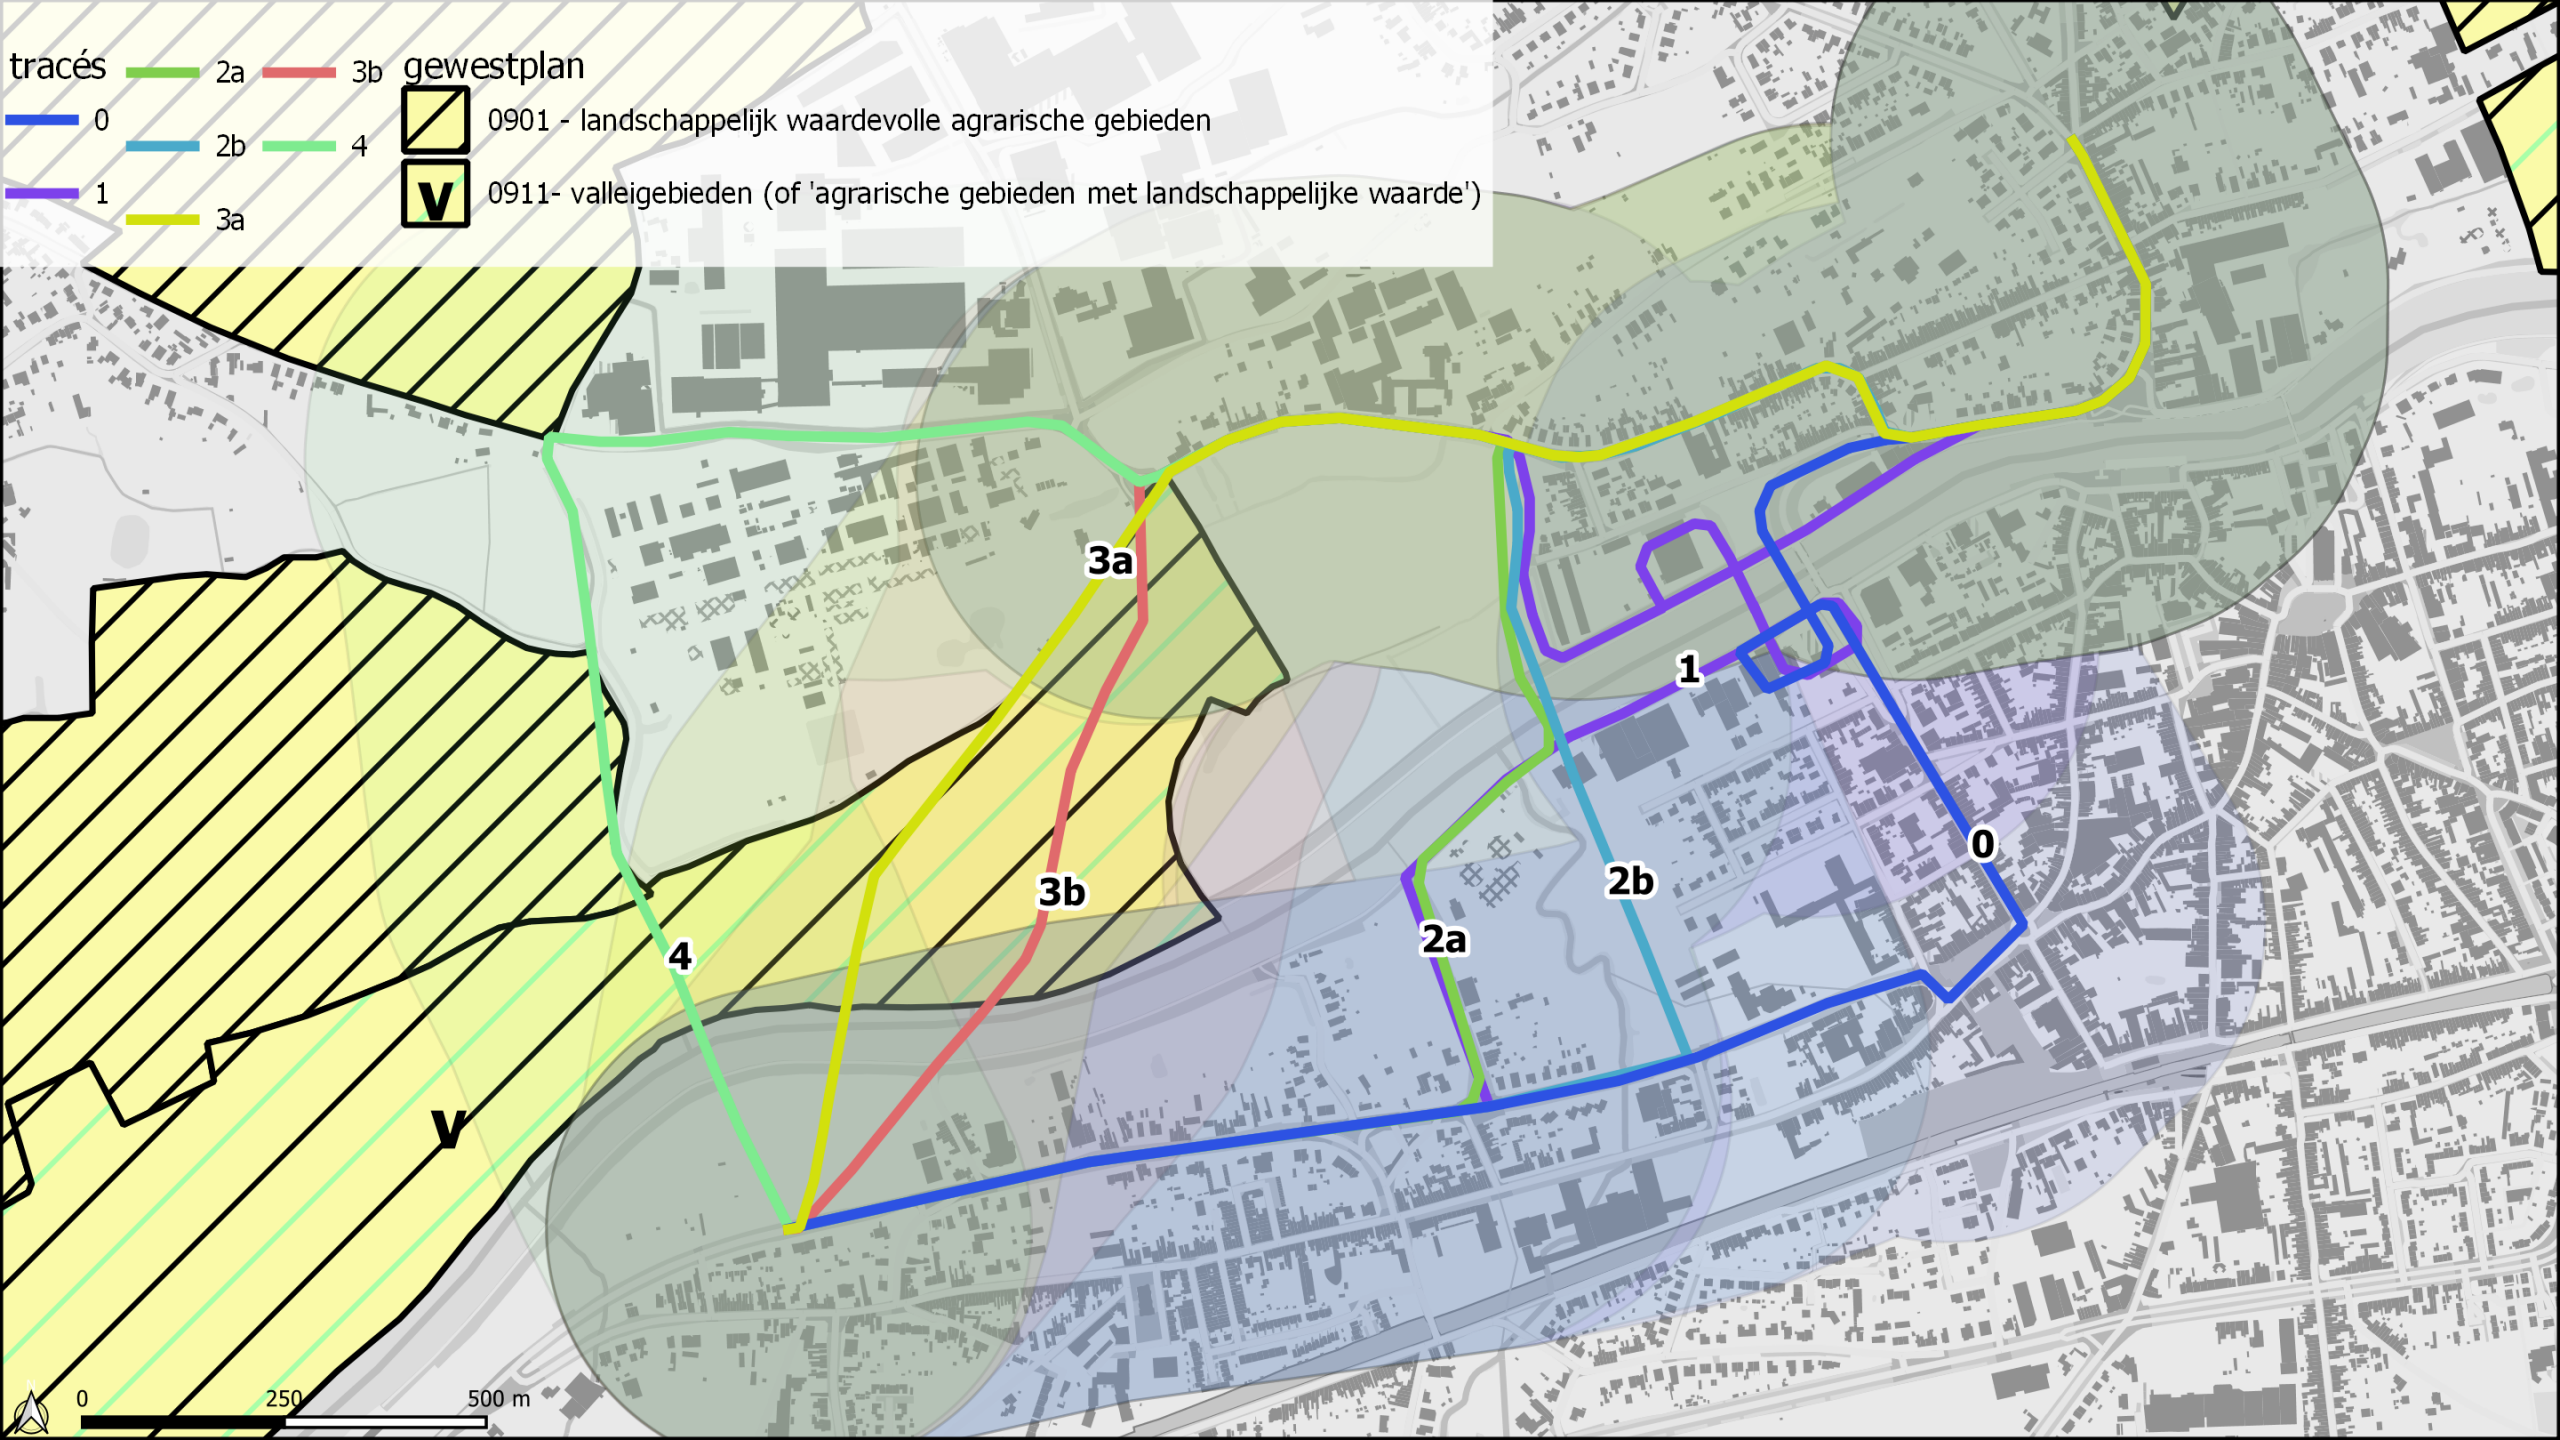 tracés
0
1
2a
2b
3a
3b
4
gewestplan
0901 - landschappelijk waardevolle agrarische gebieden
V
0911- valleigebieden (of 'agrarische gebieden met landschappelijke waarde')
3a
1
0
2b
3b
2a
4
V
0 250 500 m
N